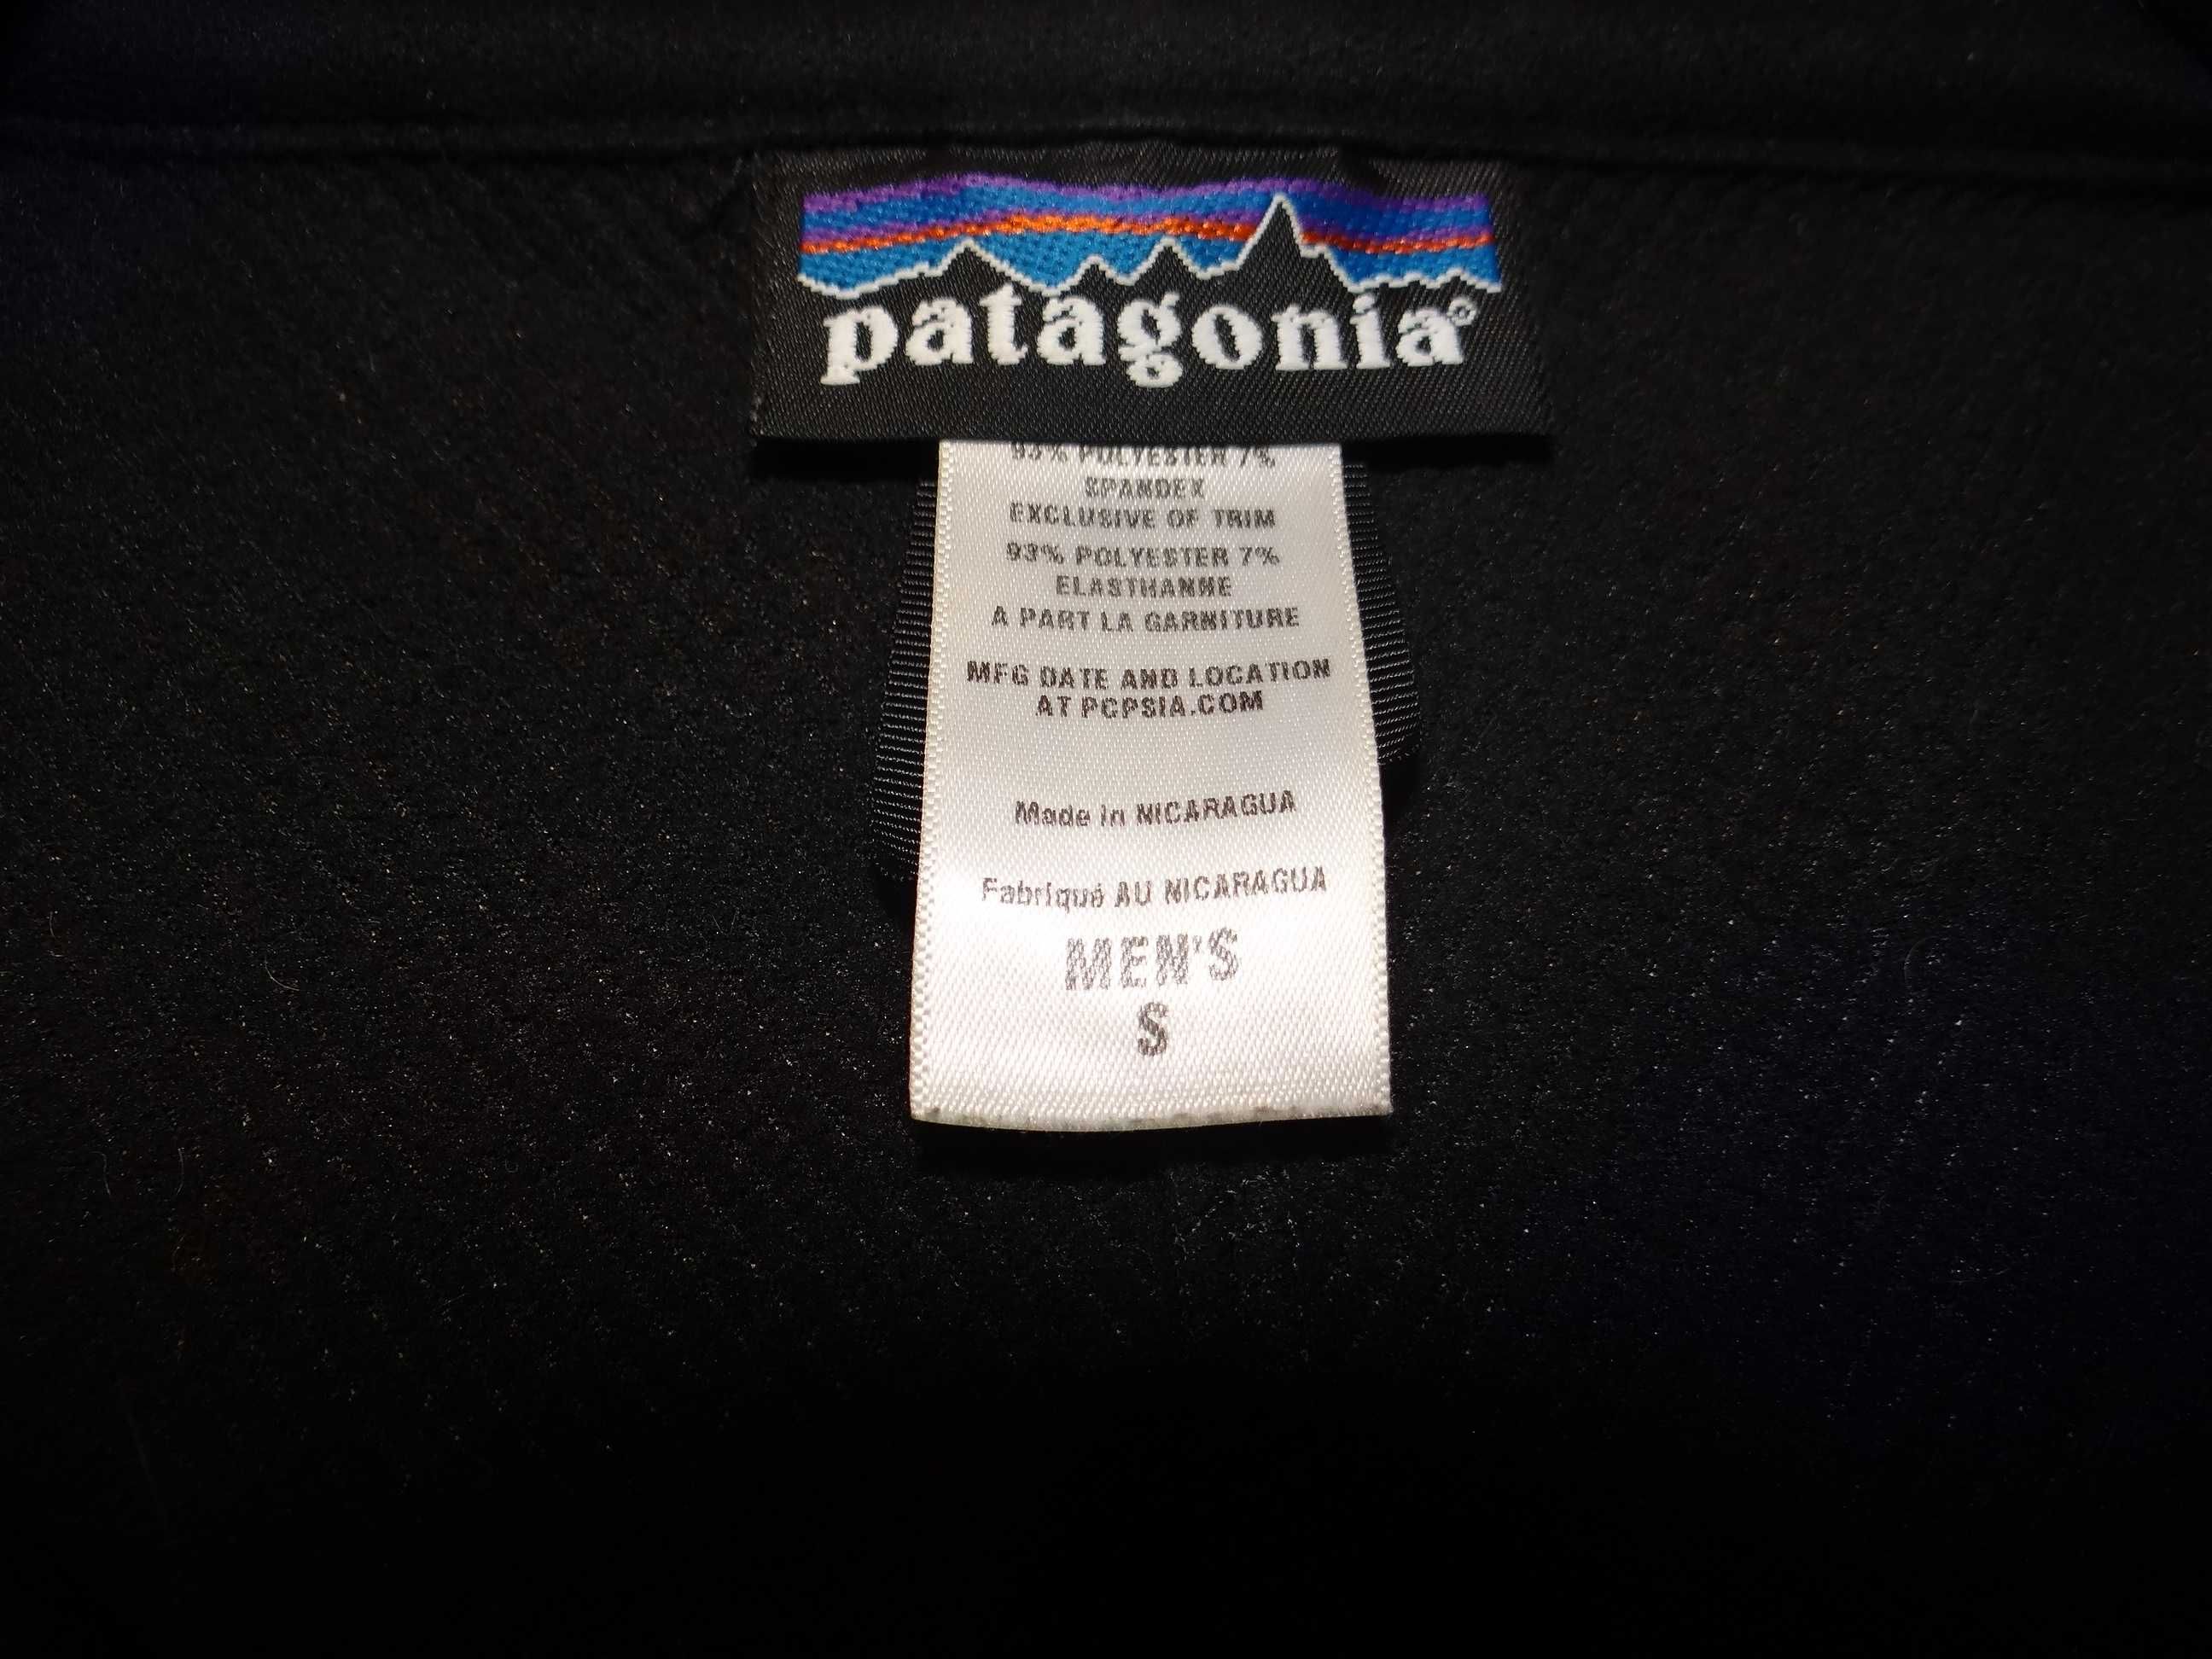 patagonia®
93% POLYESTER 7%
SPANDEX
EXCLUSIVE OF TRIM
93% POLYESTER 7%
ELASTHANNE
A PART LA GARNITURE
MFG DATE AND LOCATION
AT PCPSIA.COM
Made in NICARAGUA
Fabriqué AU NICARAGUA
MEN'S
S